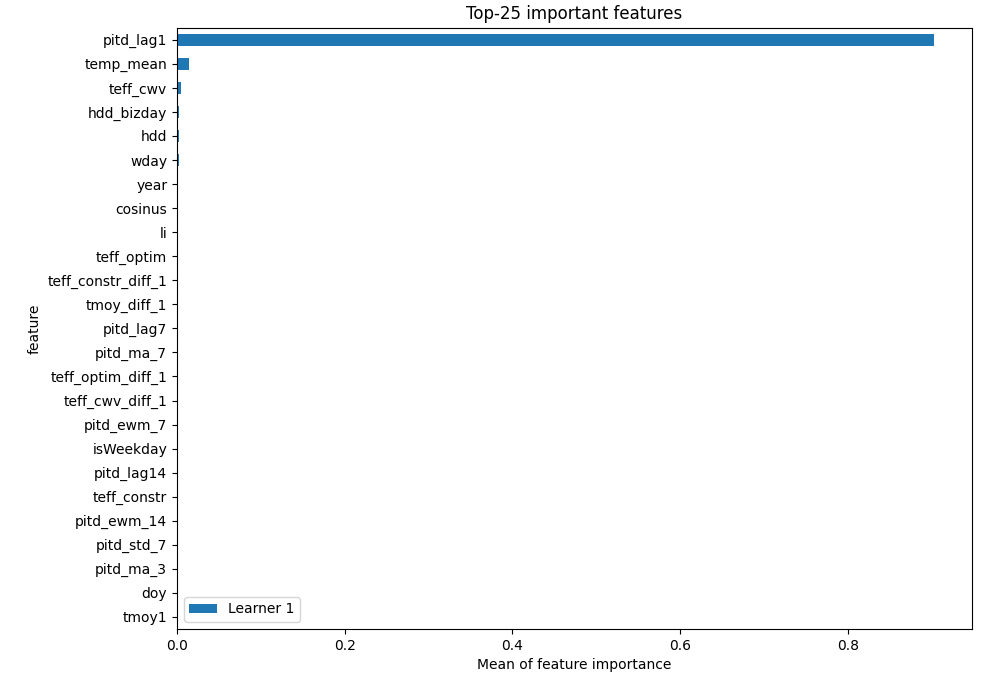 Top-25 important features
pitd_lag1
temp_mean
teff_cwv
hdd_bizday
hdd
wday
year
cosinus
li
teff_optim
teff_constr_diff_1
tmoy_diff_1
pitd_lag7
pitd_ma_7
teff_optim_diff_1
teff_cwv_diff_1
pitd_ewm_7
isWeekday
pitd_lag14
teff_constr
pitd_ewm_14
pitd_std_7
pitd_ma_3
doy
tmoy1
feature
Learner 1
0.0 0.2 0.4 0.6 0.8
Mean of feature importance